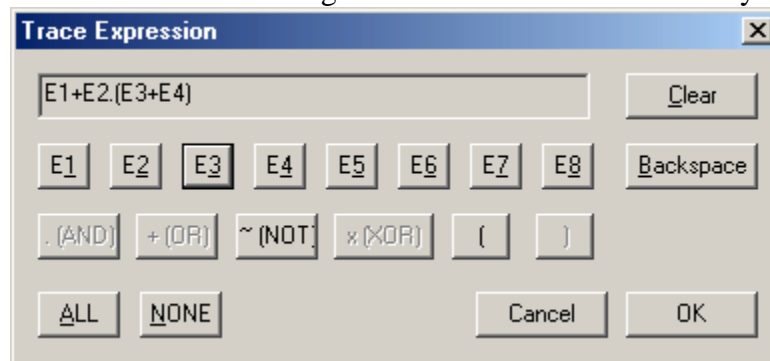 Trace Expression
E1+E2.(E3+E4) Clear
E1 E2 E3 E4 E5 E6 E7 E8 Backspace
. (AND) + (OR) ~ (NOT) x (XOR) ( )
ALL NONE Cancel OK